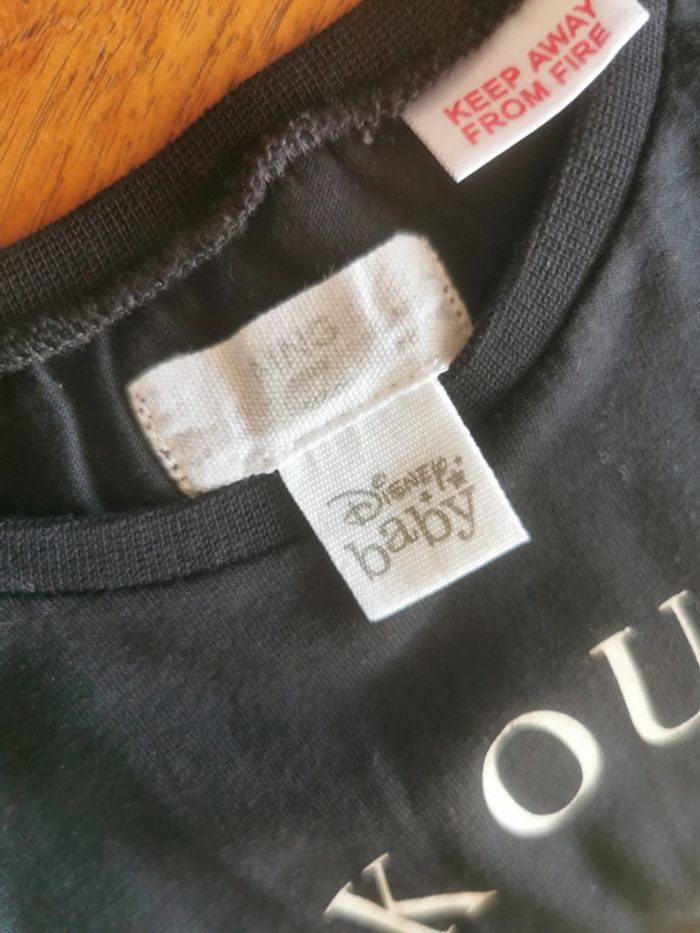 KEEP AWAY
FROM FIRE
Disney
baby
K OU